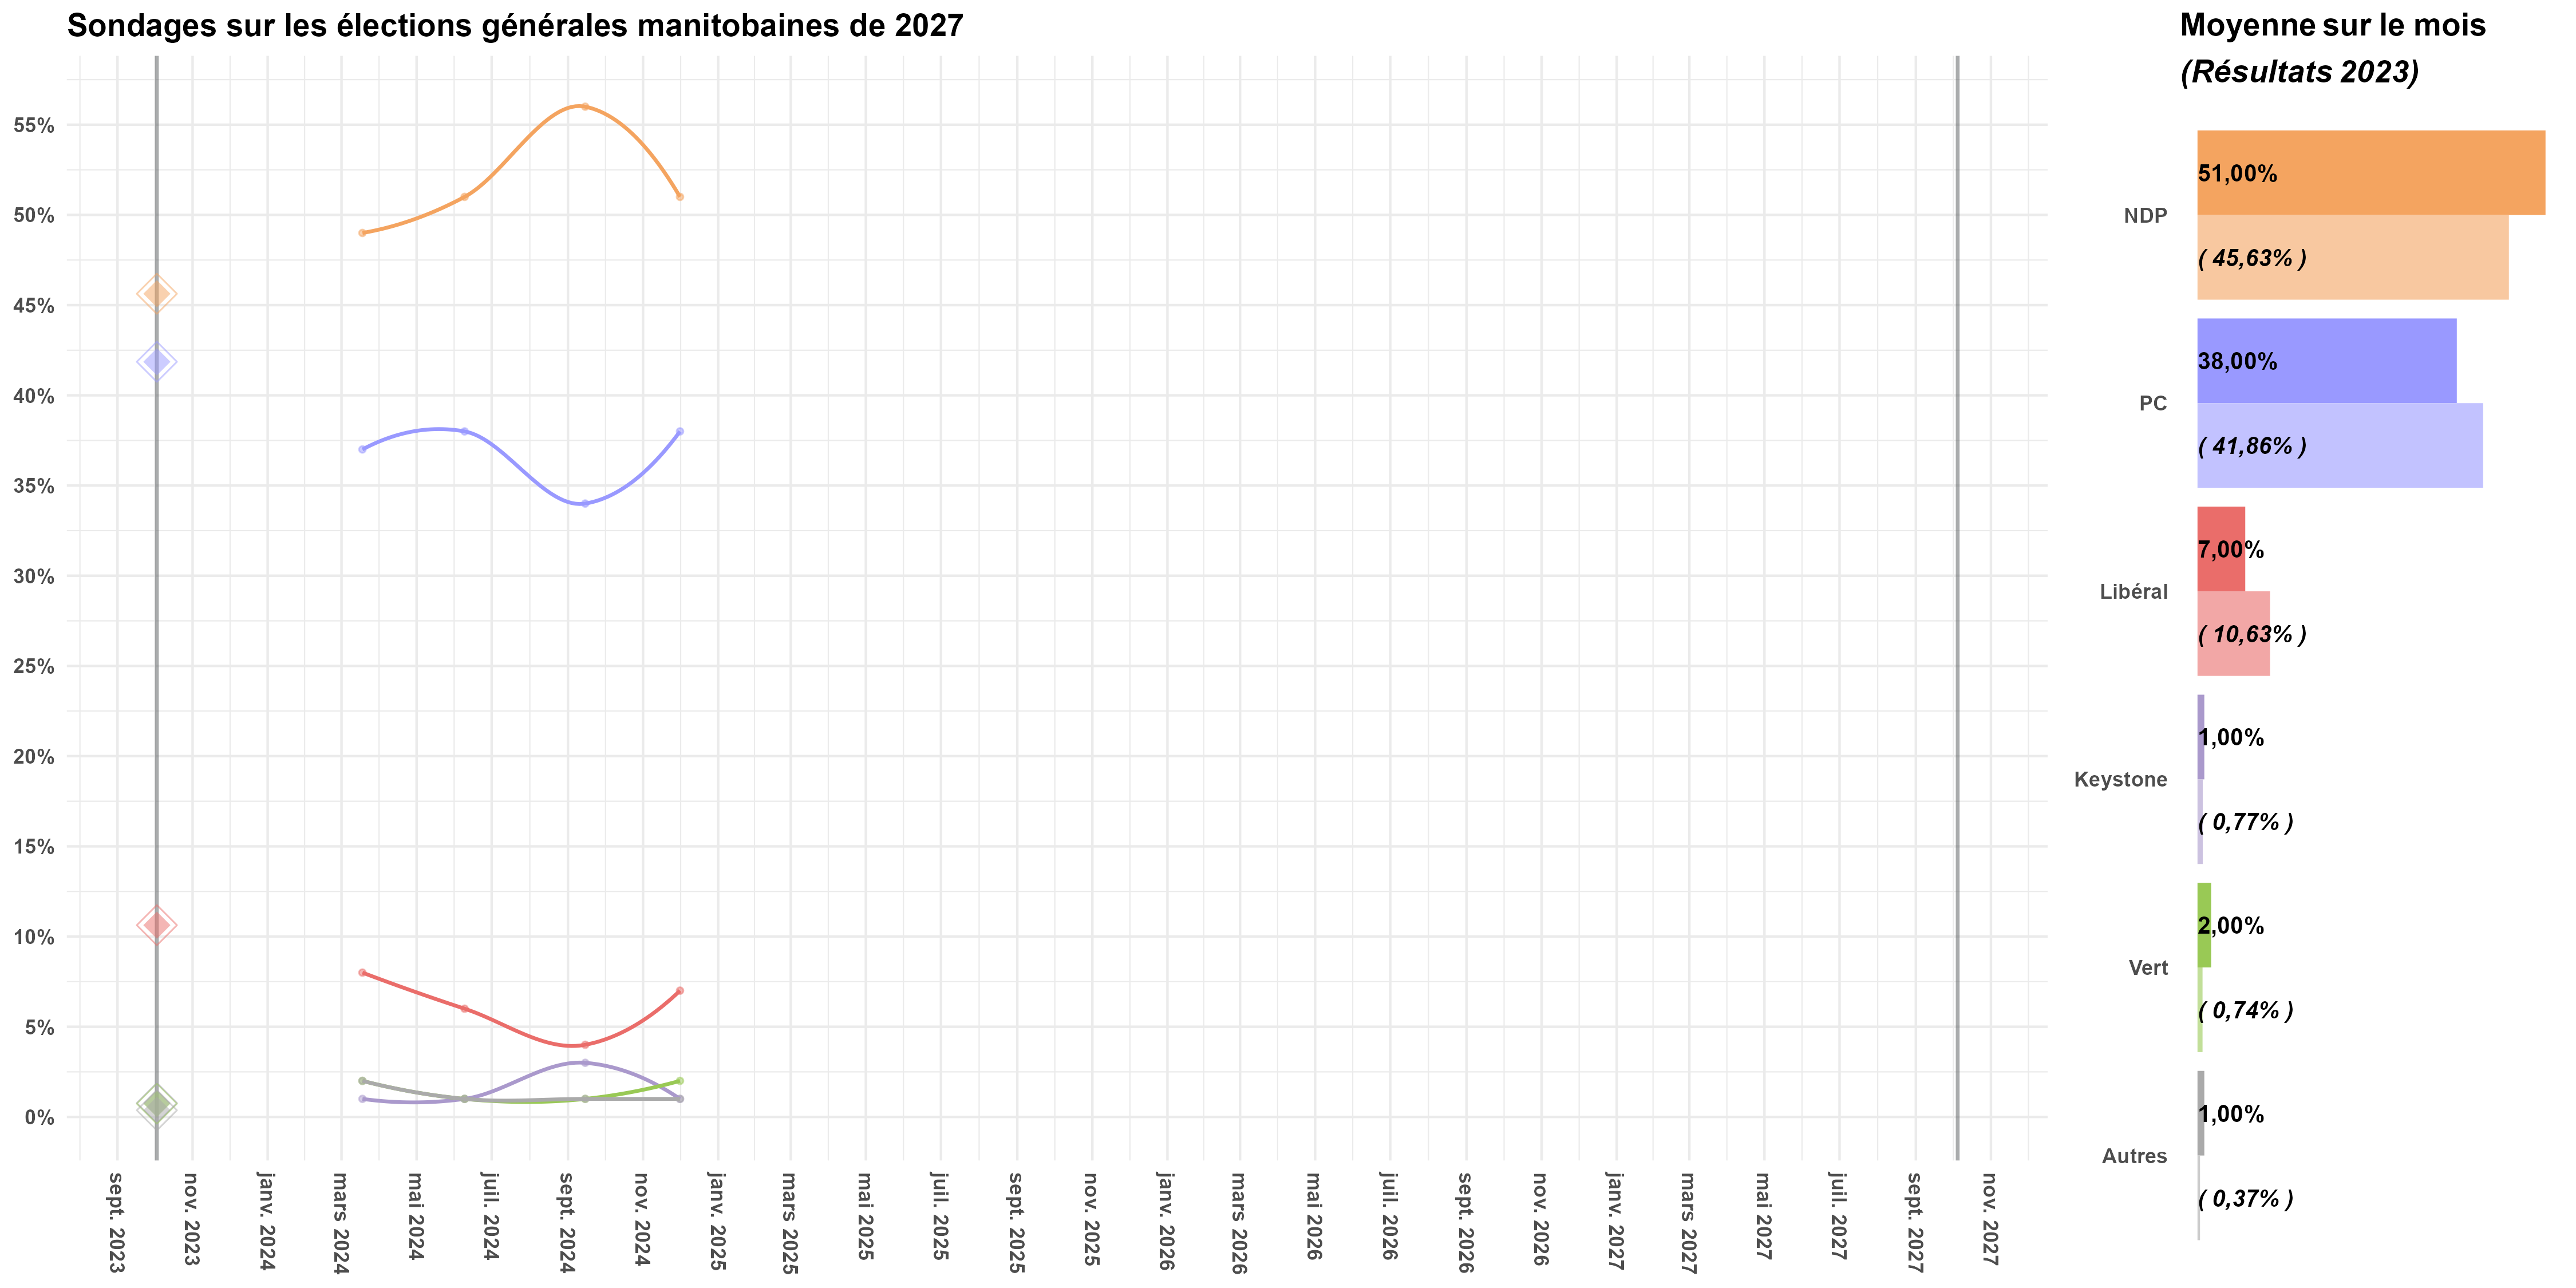 Sondages sur les élections générales manitobaines de 2027
55%
50%
45%
40%
35%
30%
25%
20%
15%
10%
5%
0%
sept. 2023
nov. 2023
janv. 2024
mars 2024
mai 2024
juil. 2024
sept. 2024
nov. 2024
janv. 2025
mars 2025
mai 2025
juil. 2025
sept. 2025
nov. 2025
janv. 2026
mars 2026
mai 2026
juil. 2026
sept. 2026
nov. 2026
janv. 2027
mars 2027
mai 2027
juil. 2027
sept. 2027
nov. 2027
Moyenne sur le mois
(Résultats 2023)
NDP
51,00%
( 45,63% )
PC
38,00%
( 41,86% )
Libéral
7,00%
( 10,63% )
Keystone
1,00%
( 0,77% )
Vert
2,00%
( 0,74% )
Autres
1,00%
( 0,37% )